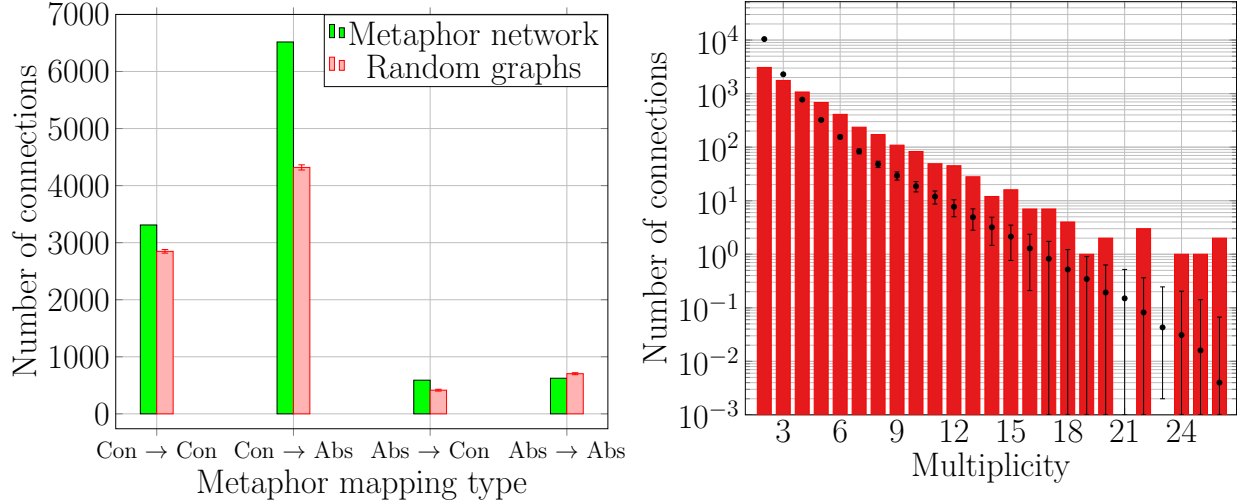 7000
6000
5000
4000
3000
2000
1000
0
Number of connections
Metaphor network
Random graphs
Con → Con
Con → Abs
Abs → Con
Abs → Abs
Metaphor mapping type
10^4
10^3
10^2
10^1
10^0
10^−1
10^−2
10^−3
Number of connections
3
6
9
12
15
18
21
24
Multiplicity